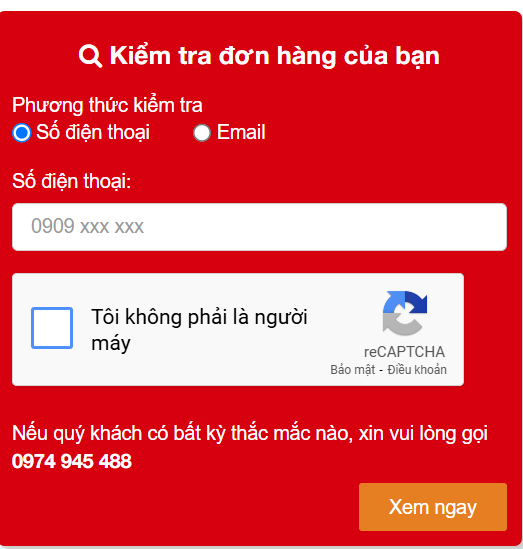 Kiểm tra đơn hàng của bạn
Phương thức kiểm tra
Số điện thoại Email
Số điện thoại:
0909 xxx xxx
Tôi không phải là người
máy
reCAPTCHA
Bảo mật - Điều khoản
Nếu quý khách có bất kỳ thắc mắc nào, xin vui lòng gọi
0974 945 488
Xem ngay